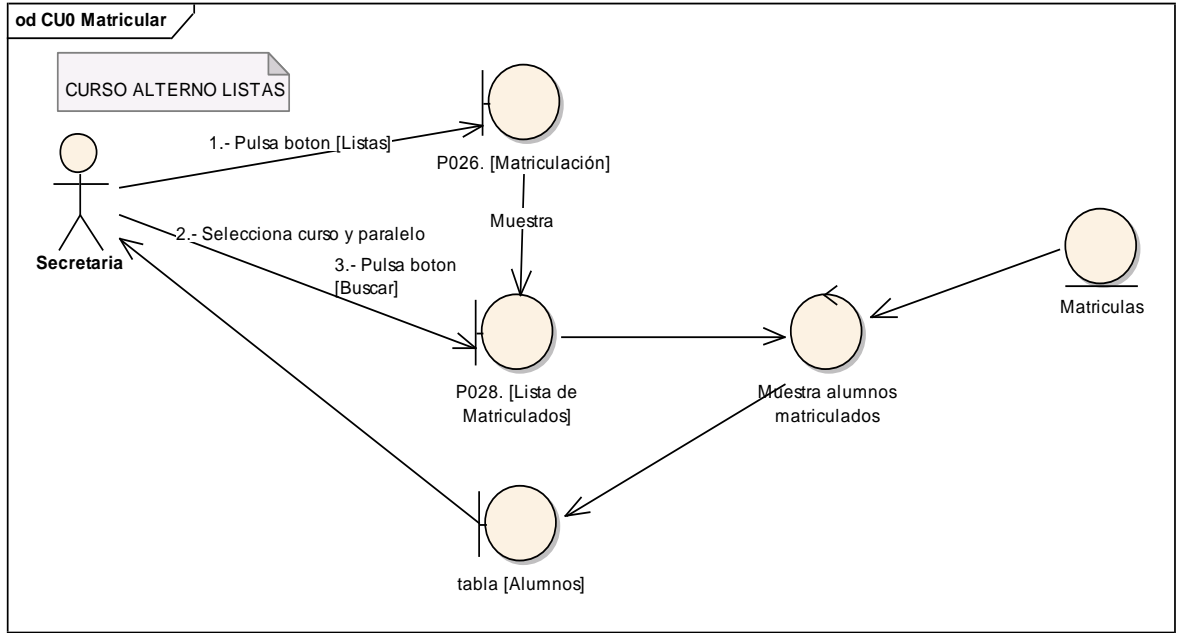 od CU0 Matricular
CURSO ALTERNO LISTAS
1.- Pulsa boton [Listas]
P026. [Matriculación]
Muestra
2.- Selecciona curso y paralelo
Secretaria
3.- Pulsa boton
[Buscar]
Matriculas
P028. [Lista de
Matriculados]
Muestra alumnos
matriculados
tabla [Alumnos]